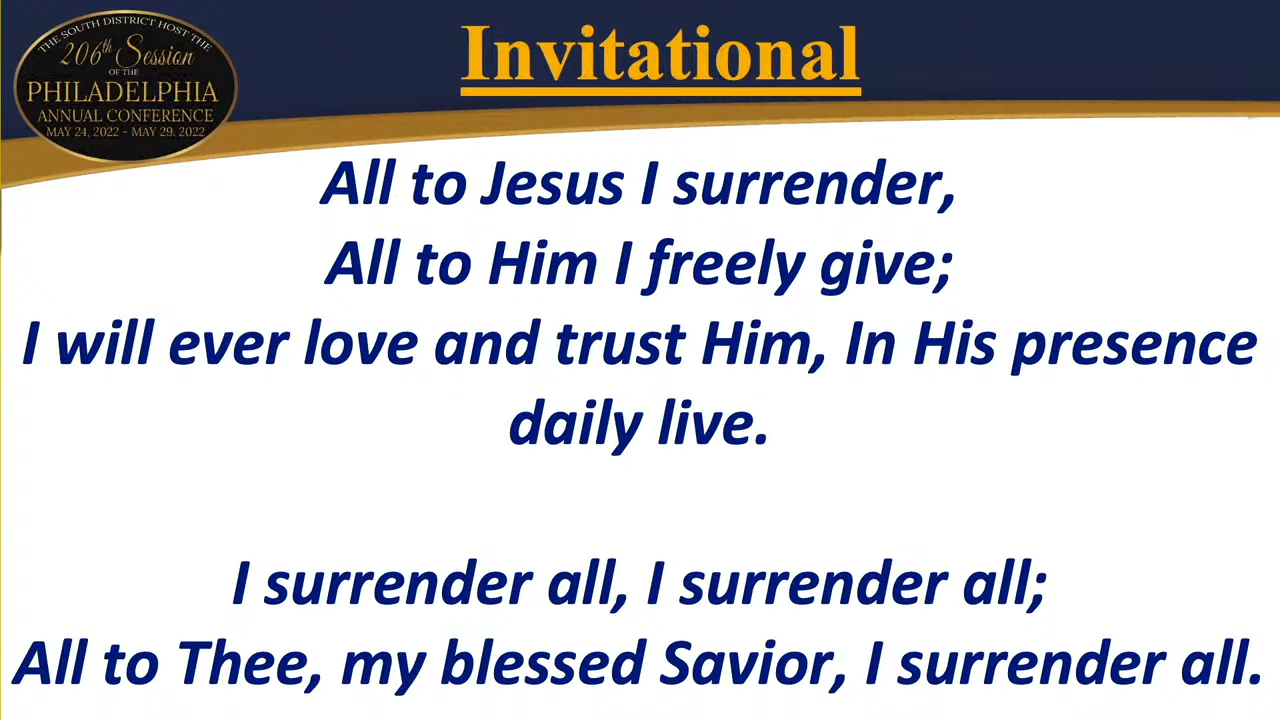 THE SOUTH DISTRICT HOST THE
206th Session
OF THE
PHILADELPHIA
ANNUAL CONFERENCE
MAY 24, 2022 - MAY 29, 2022
Invitational
All to Jesus I surrender,
All to Him I freely give;
I will ever love and trust Him, In His presence
daily live.
I surrender all, I surrender all;
All to Thee, my blessed Savior, I surrender all.